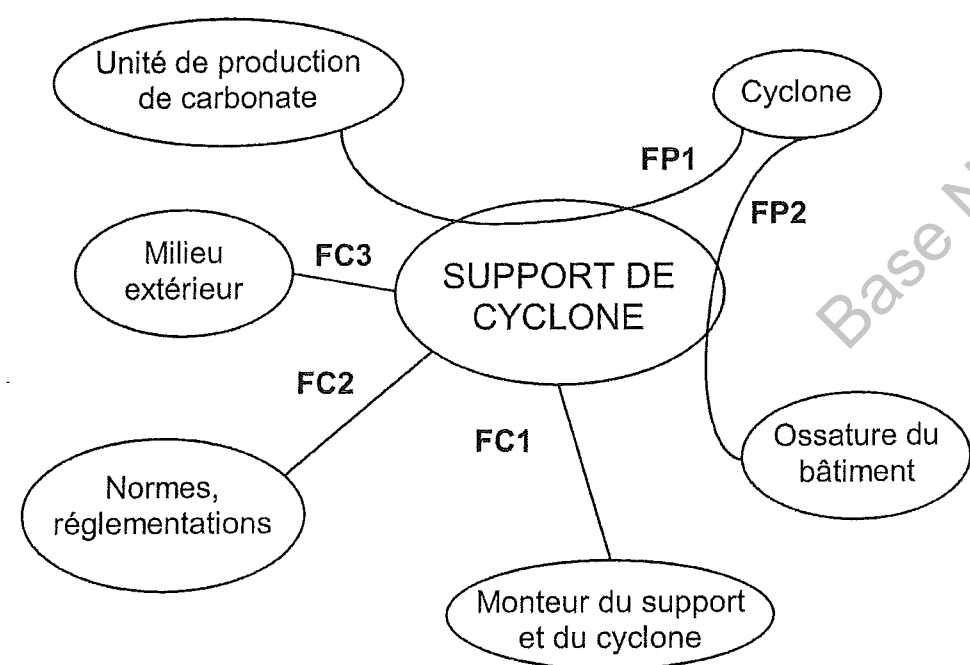 Unité de production
de carbonate
Cyclone
FP1
FP2
Milieu
extérieur
FC3
SUPPORT DE
CYCLONE
FC2
FC1
Ossature du
bâtiment
Normes,
réglementations
Monteur du support
et du cyclone
Base